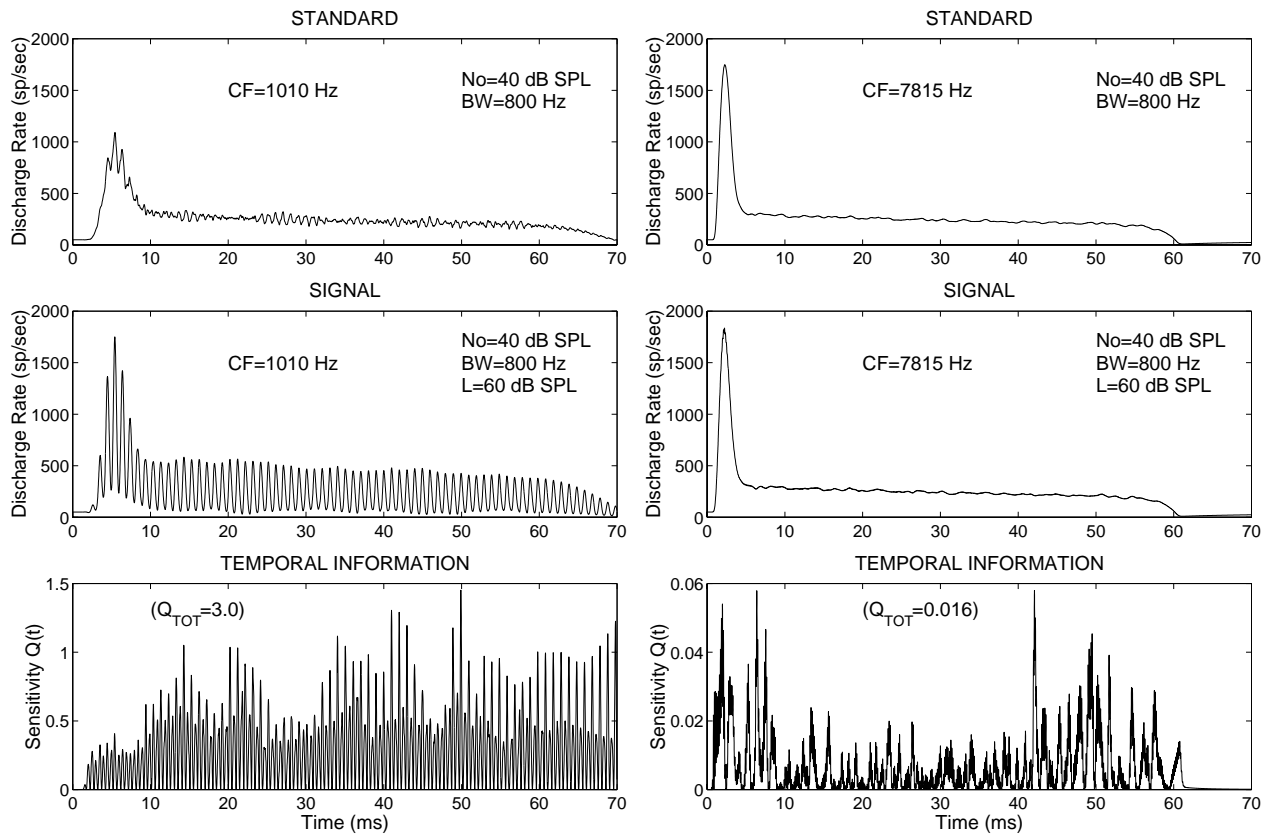 STANDARD
Discharge Rate (sp/sec)
2000
1500
1000
500
0
CF=1010 Hz
No=40 dB SPL
BW=800 Hz
0 10 20 30 40 50 60 70
STANDARD
Discharge Rate (sp/sec)
2000
1500
1000
500
0
CF=7815 Hz
No=40 dB SPL
BW=800 Hz
0 10 20 30 40 50 60 70
SIGNAL
Discharge Rate (sp/sec)
2000
1500
1000
500
0
CF=1010 Hz
No=40 dB SPL
BW=800 Hz
L=60 dB SPL
0 10 20 30 40 50 60 70
SIGNAL
Discharge Rate (sp/sec)
2000
1500
1000
500
0
CF=7815 Hz
No=40 dB SPL
BW=800 Hz
L=60 dB SPL
0 10 20 30 40 50 60 70
TEMPORAL INFORMATION
Sensitivity Q(t)
1.5
1
0.5
0
(Q_TOT=3.0)
0 10 20 30 40 50 60 70
Time (ms)
TEMPORAL INFORMATION
Sensitivity Q(t)
0.06
0.04
0.02
0
(Q_TOT=0.016)
0 10 20 30 40 50 60 70
Time (ms)